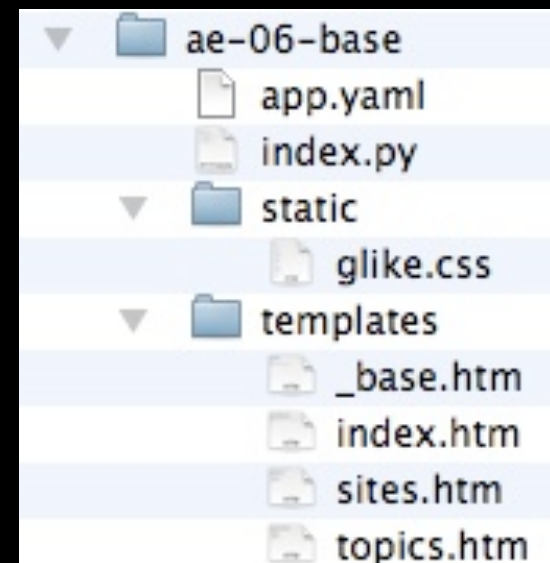 ae-06-base
app.yaml
index.py
static
glike.css
templates
_base.htm
index.htm
sites.htm
topics.htm